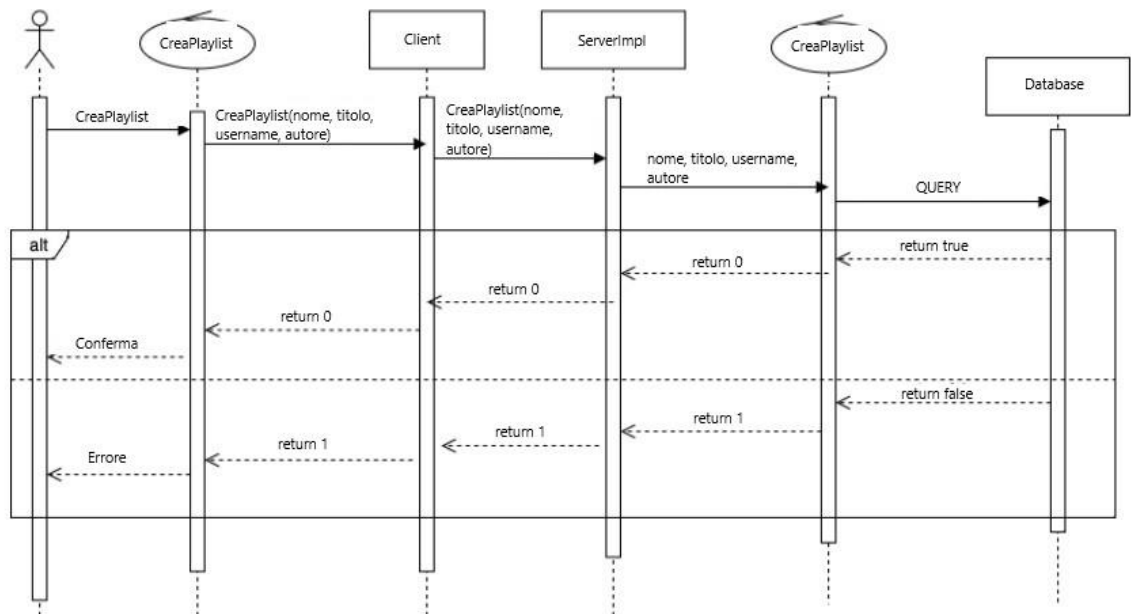 CreaPlaylist
Client
ServerImpl
CreaPlaylist
Database
CreaPlaylist
CreaPlaylist(nome, titolo,
username, autore)
CreaPlaylist(nome,
titolo, username,
autore)
nome, titolo, username,
autore
QUERY
alt
return true
return 0
return 0
return 0
Conferma
return false
return 1
return 1
return 1
Errore